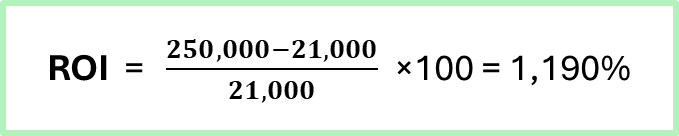 ROI = 250,000−21,000 / 21,000 ×100 = 1,190%